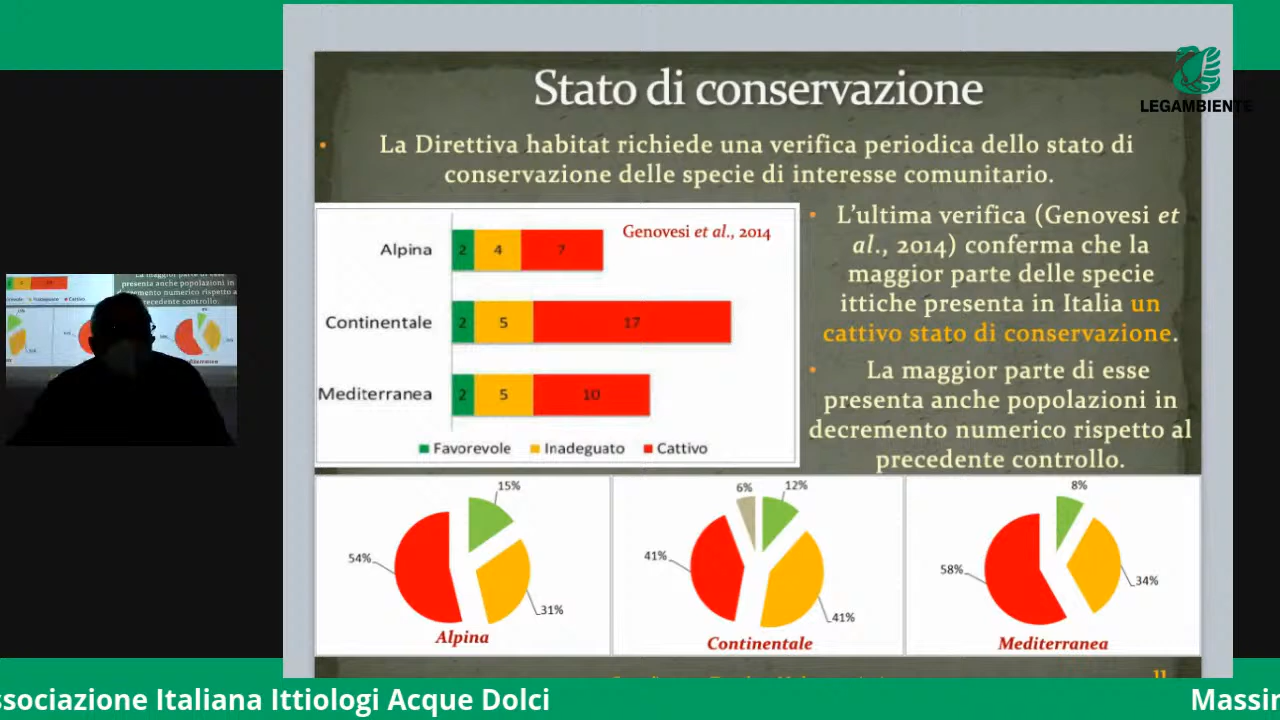 Stato di conservazione
LEGAMBIENTE
• La Direttiva habitat richiede una verifica periodica dello stato di
conservazione delle specie di interesse comunitario.
Genovesi et al., 2014
Alpina
2
4
7
Continentale
2
5
17
Mediterranea
2
5
10
Favorevole
Inadeguato
Cattivo
• L'ultima verifica (Genovesi et
al., 2014) conferma che la
maggior parte delle specie
ittiche presenta in Italia un
cattivo stato di conservazione.
• La maggior parte di esse
presenta anche popolazioni in
decremento numerico rispetto al
precedente controllo.
15%
54%
31%
Alpina
6%
12%
41%
41%
Continentale
8%
58%
34%
Mediterranea
11
ssociazione Italiana Ittiologi Acque Dolci
Massir